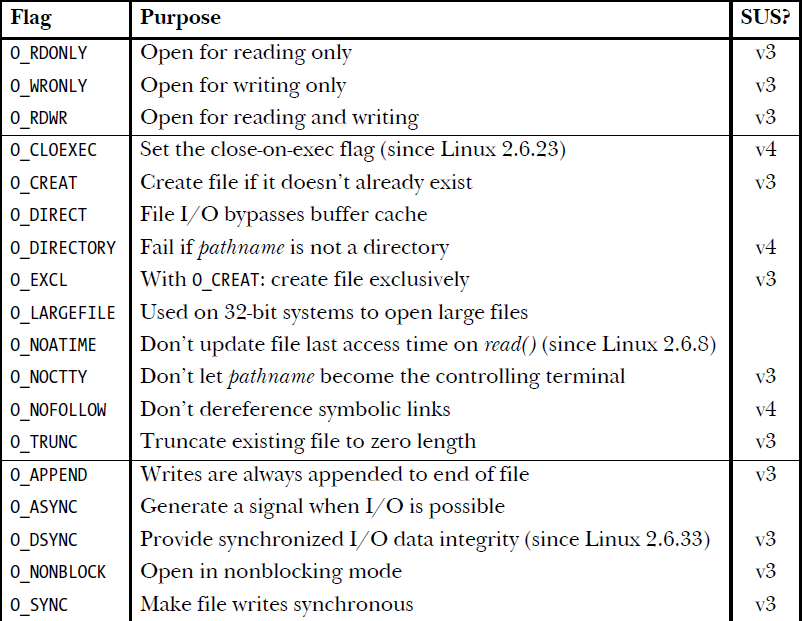 Flag Purpose SUS?
O_RDONLY Open for reading only v3
O_WRONLY Open for writing only v3
O_RDWR Open for reading and writing v3
O_CLOEXEC Set the close-on-exec flag (since Linux 2.6.23) v4
O_CREAT Create file if it doesn’t already exist v3
O_DIRECT File I/O bypasses buffer cache
O_DIRECTORY Fail if pathname is not a directory v4
O_EXCL With O_CREAT: create file exclusively v3
O_LARGEFILE Used on 32-bit systems to open large files
O_NOATIME Don’t update file last access time on read() (since Linux 2.6.8)
O_NOCTTY Don’t let pathname become the controlling terminal v3
O_NOFOLLOW Don’t dereference symbolic links v4
O_TRUNC Truncate existing file to zero length v3
O_APPEND Writes are always appended to end of file v3
O_ASYNC Generate a signal when I/O is possible
O_DSYNC Provide synchronized I/O data integrity (since Linux 2.6.33) v3
O_NONBLOCK Open in nonblocking mode v3
O_SYNC Make file writes synchronous v3